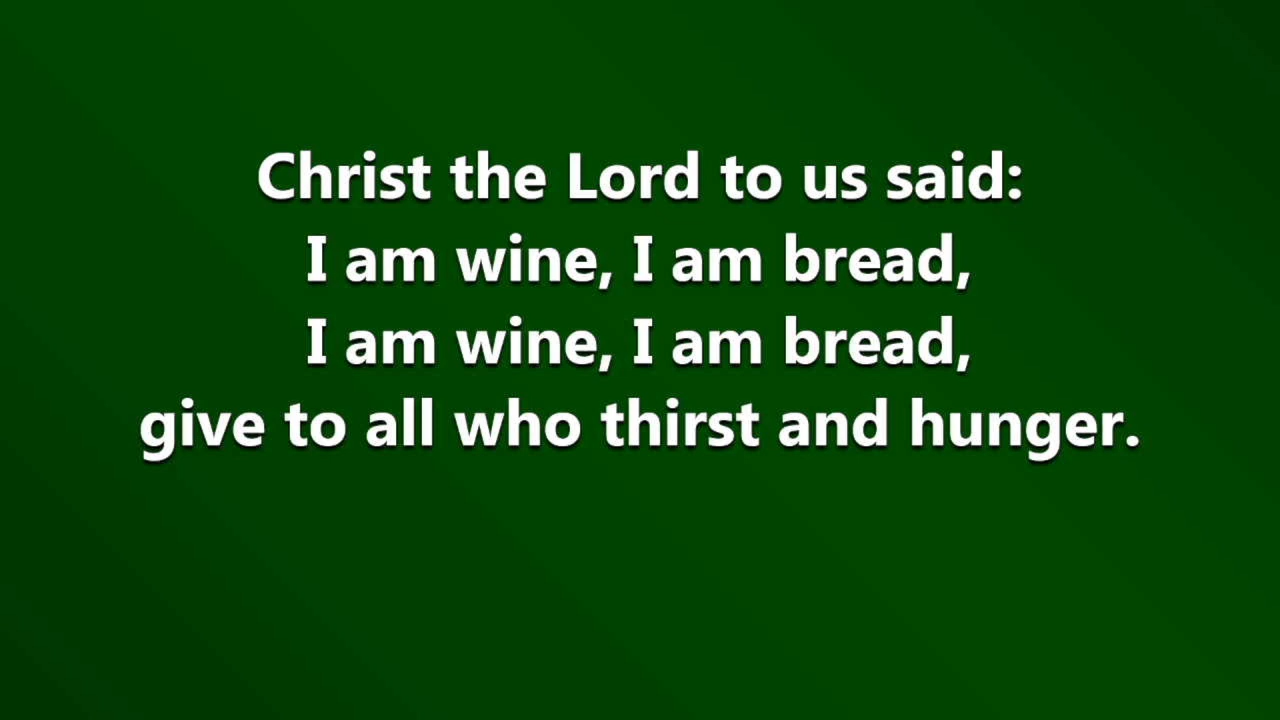 Christ the Lord to us said:
I am wine, I am bread,
I am wine, I am bread,
give to all who thirst and hunger.